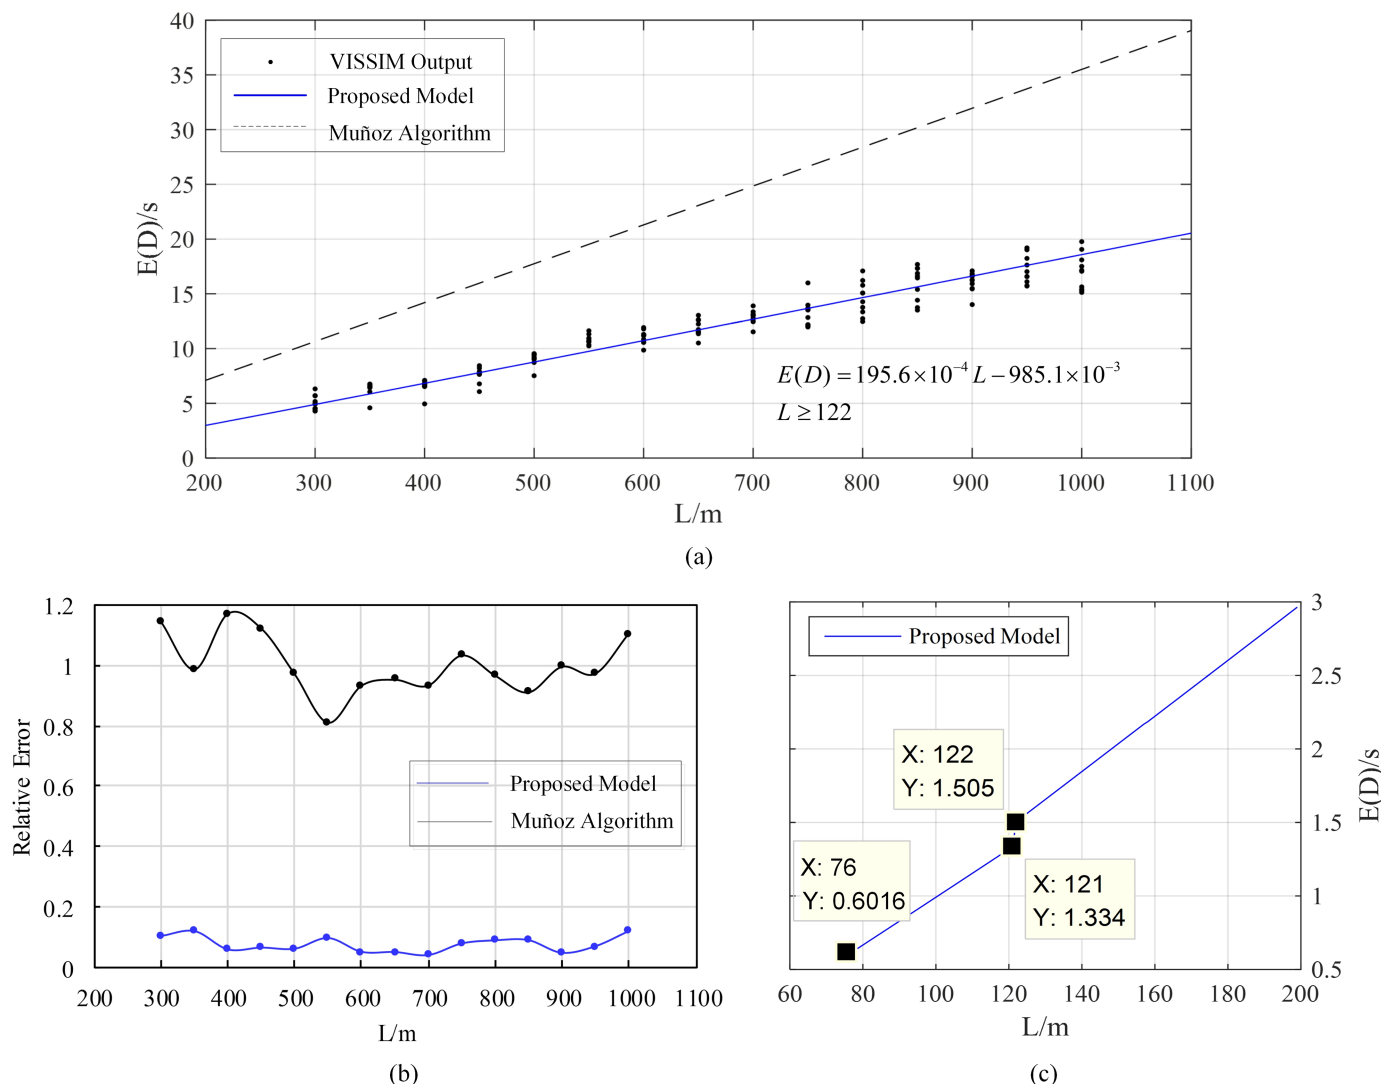 40
35
30
25
20
15
10
5
0
E(D)/s
VISSIM Output
Proposed Model
Muñoz Algorithm
E(D)=195.6×10⁻⁴L−985.1×10⁻³
L≥122
200 300 400 500 600 700 800 900 1000 1100
L/m
(a)
1.2
1
0.8
0.6
0.4
0.2
0
Relative Error
Proposed Model
Muñoz Algorithm
200 300 400 500 600 700 800 900 1000 1100
L/m
(b)
Proposed Model
X: 122
Y: 1.505
X: 76
Y: 0.6016
X: 121
Y: 1.334
3
2.5
2
1.5
1
0.5
E(D)/s
60 80 100 120 140 160 180 200
L/m
(c)